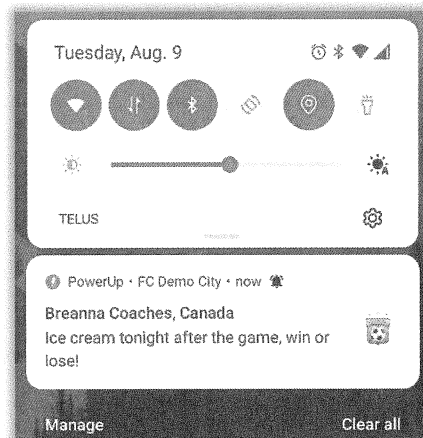 Tuesday, Aug. 9
TELUS
PowerUp • FC Demo City • now
Breanna Coaches, Canada
Ice cream tonight after the game, win or
lose!
Manage
Clear all